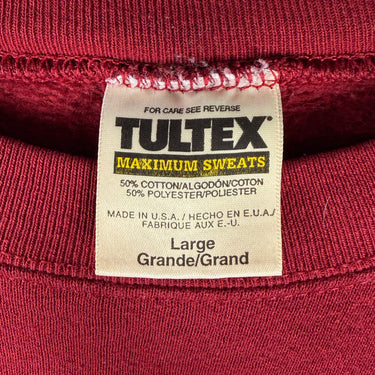 FOR CARE SEE REVERSE
TULTEX®
MAXIMUM SWEATS
50% COTTON/ALGODÓN/COTON
50% POLYESTER/POLIESTER
MADE IN U.S.A./ HECHO EN E.U.A./
FABRIQUE AUX E.-U.
Large
Grande/Grand